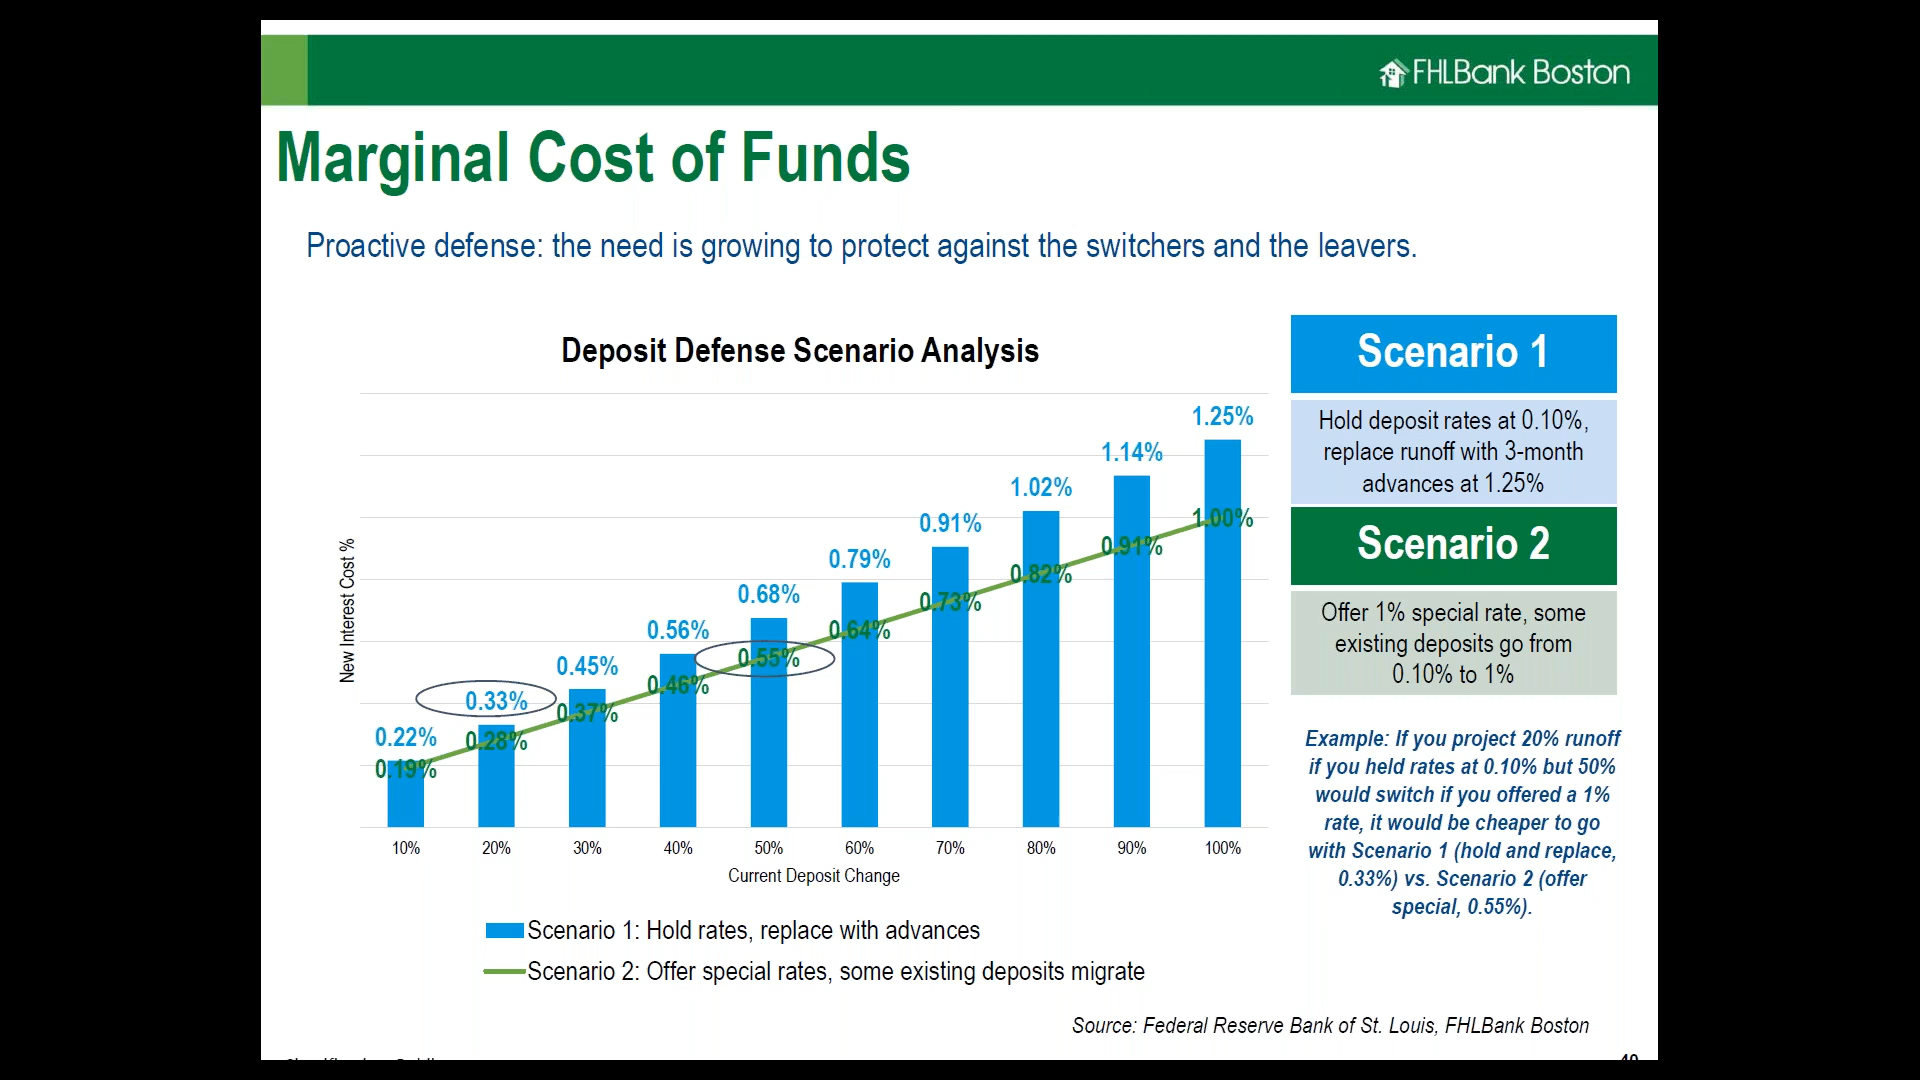 FHLBank Boston
Marginal Cost of Funds
Proactive defense: the need is growing to protect against the switchers and the leavers.
Deposit Defense Scenario Analysis
New Interest Cost %
1.25%
1.14%
1.02%
0.91%
0.79%
0.68%
0.56%
0.45%
0.33%
0.22%
1.00%
0.91%
0.82%
0.73%
0.64%
0.55%
0.46%
0.37%
0.28%
0.19%
10% 20% 30% 40% 50% 60% 70% 80% 90% 100%
Current Deposit Change
Scenario 1: Hold rates, replace with advances
Scenario 2: Offer special rates, some existing deposits migrate
Scenario 1
Hold deposit rates at 0.10%,
replace runoff with 3-month
advances at 1.25%
Scenario 2
Offer 1% special rate, some
existing deposits go from
0.10% to 1%
Example: If you project 20% runoff
if you held rates at 0.10% but 50%
would switch if you offered a 1%
rate, it would be cheaper to go
with Scenario 1 (hold and replace,
0.33%) vs. Scenario 2 (offer
special, 0.55%).
Source: Federal Reserve Bank of St. Louis, FHLBank Boston